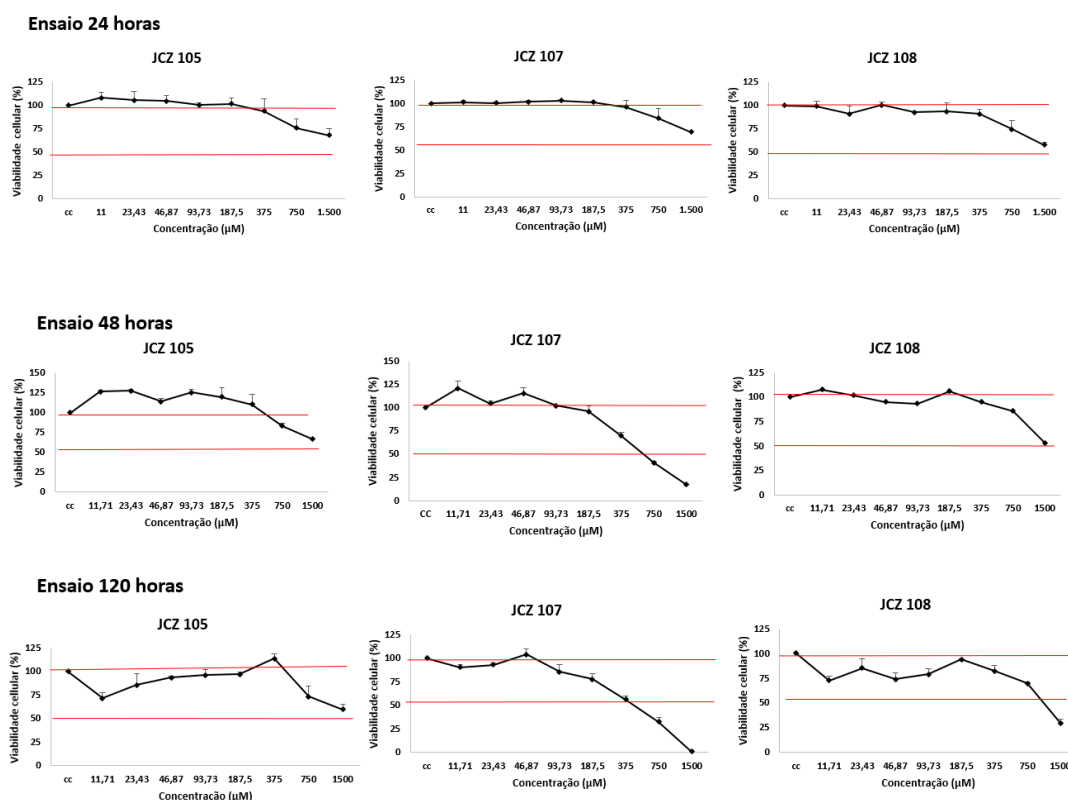 Ensaio 24 horas
JCZ 105
Viabilidade celular (%)
125
100
75
50
25
0
cc 11 23,43 46,87 93,73 187,5 375 750 1.500
Concentração (µM)
JCZ 107
Viabilidade celular (%)
125
100
75
50
25
0
cc 11 23,43 46,87 93,73 187,5 375 750 1.500
Concentração (µM)
JCZ 108
Viabilidade celular (%)
125
100
75
50
25
0
cc 11 23,43 46,87 93,73 187,5 375 750 1.500
Concentração (µM)
Ensaio 48 horas
JCZ 105
Viabilidade celular (%)
150
125
100
75
50
25
0
cc 11,71 23,43 46,87 93,73 187,5 375 750 1500
Concentração (µM)
JCZ 107
Viabilidade celular (%)
150
125
100
75
50
25
0
CC 11,71 23,43 46,87 93,73 187,5 375 750 1500
Concentração (µM)
JCZ 108
Viabilidade celular (%)
125
100
75
50
25
0
cc 11,71 23,43 46,87 93,73 187,5 375 750 1500
Concentração (µM)
Ensaio 120 horas
JCZ 105
Viabilidade cellular (%)
125
100
75
50
25
0
cc 11,71 23,43 46,87 93,73 187,5 375 750 1500
Concentração (µM)
JCZ 107
Viabilidade celular (%)
125
100
75
50
25
0
cc 11,71 23,43 46,87 93,73 187,5 375 750 1500
Concentração (µM)
JCZ 108
Viabilidade celular (%)
125
100
75
50
25
0
cc 11,71 23,43 46,87 93,73 187,5 375 750 1500
Concentração (µM)